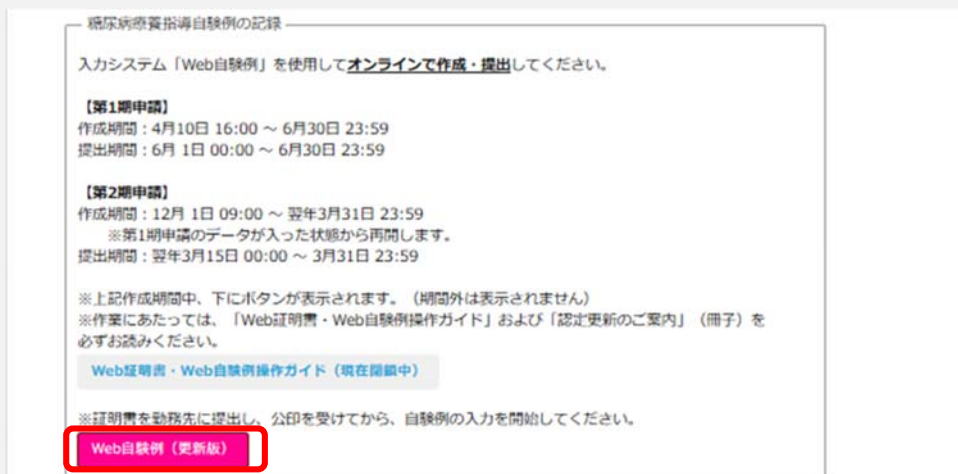 糖尿病療養指導自験例の記録
入力システム「Web自験例」を使用してオンラインで作成・提出してください。
【第1期申請】
作成期間：4月10日 16:00 ～ 6月30日 23:59
提出期間：6月 1日 00:00 ～ 6月30日 23:59
【第2期申請】
作成期間：12月 1日 09:00 ～ 翌年3月31日 23:59
※第1期申請のデータが入った状態から再開します。
提出期間：翌年3月15日 00:00 ～ 3月31日 23:59
※上記作成期間中、下にボタンが表示されます。（期間外は表示されません）
※作業にあたっては、「Web証明書・Web自験例操作ガイド」および「認定更新のご案内」（冊子）を
必ずお読みください。
Web証明書・Web自験例操作ガイド（現在閉鎖中）
※証明書を勤務先に提出し、公印を受けてから、自験例の入力を開始してください。
Web自験例（更新版）